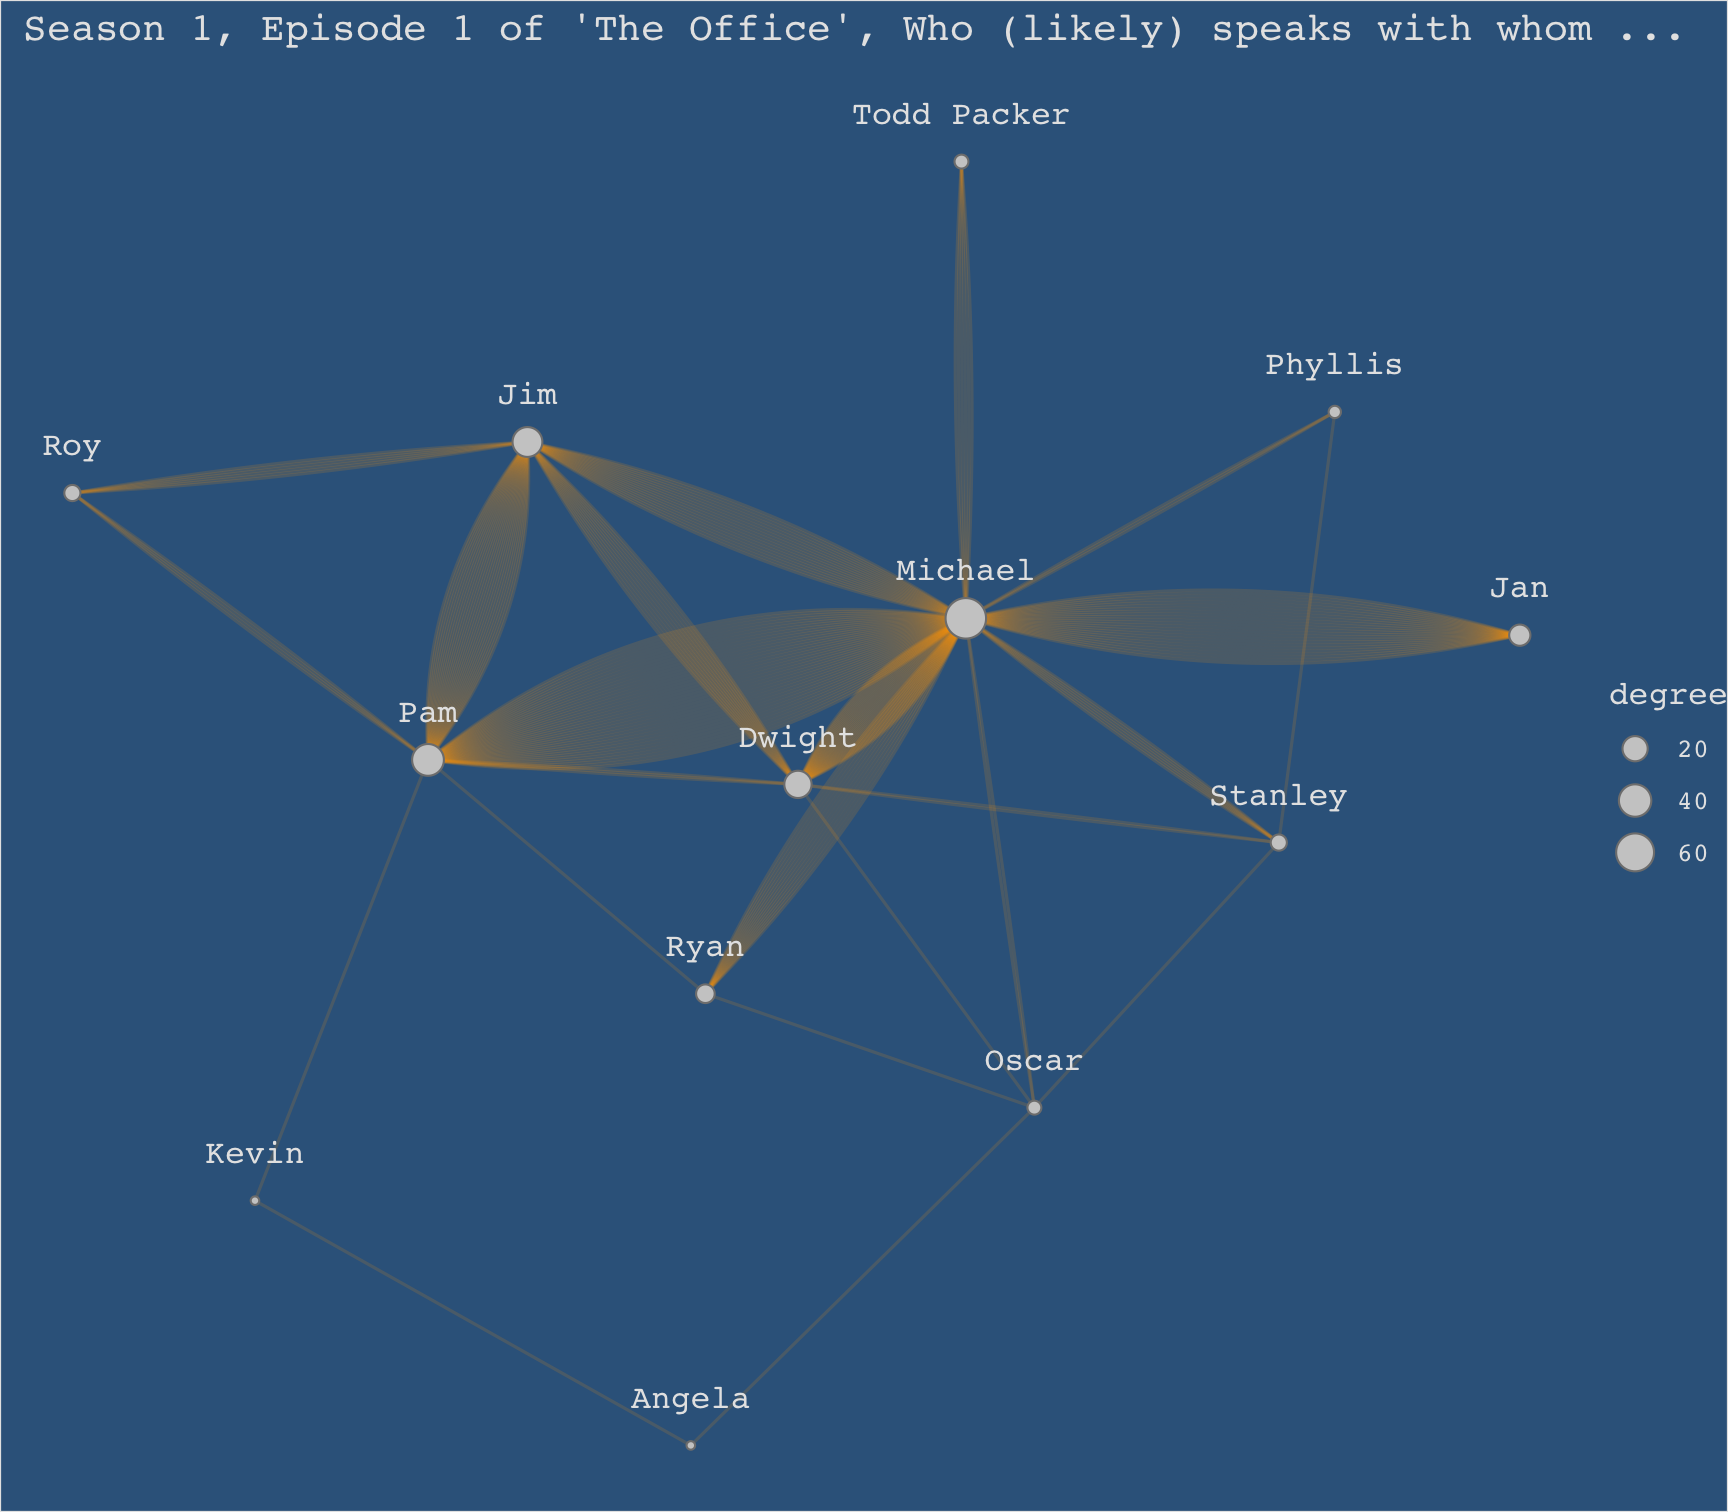 Season 1, Episode 1 of 'The Office', Who (likely) speaks with whom ...
Todd Packer
Phyllis
Jim
Roy
Michael
Jan
degree
Pam
Dwight
20
Stanley
40
60
Ryan
Oscar
Kevin
Angela